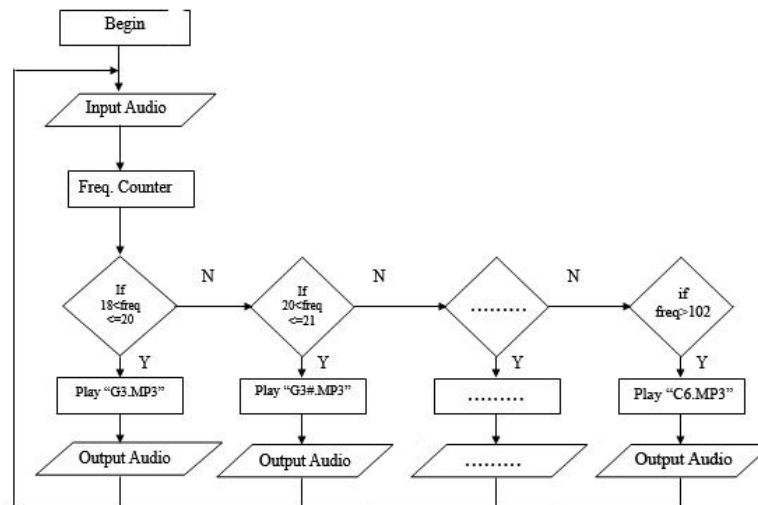 Begin
Input Audio
Freq. Counter
If
18<freq
<=20
N
If
20<freq
<=21
N
.........
N
if
freq>102
Y
Y
Y
Y
Play “G3.MP3”
Play “G3#.MP3”
.........
Play “C6.MP3”
Output Audio
Output Audio
.........
Output Audio